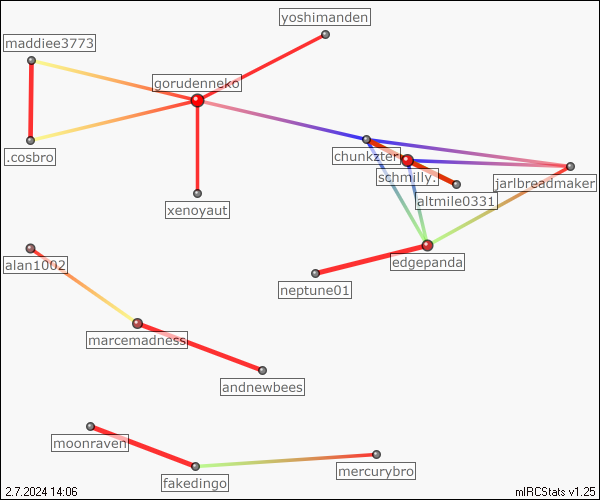 yoshimanden
maddiee3773
gorudenneko
.cosbro
chunkzter
schmilly.
jarlbreadmaker
altmile0331
xenoyaut
alan1002
edgepanda
neptune01
marcemadness
andnewbees
moonraven
mercurybro
fakedingo
2.7.2024 14:06
mIRCStats v1.25